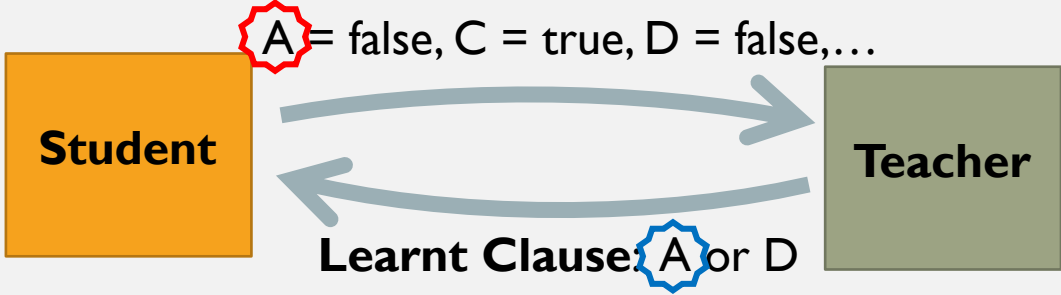 A = false, C = true, D = false,...
Student
Teacher
Learnt Clause: A or D